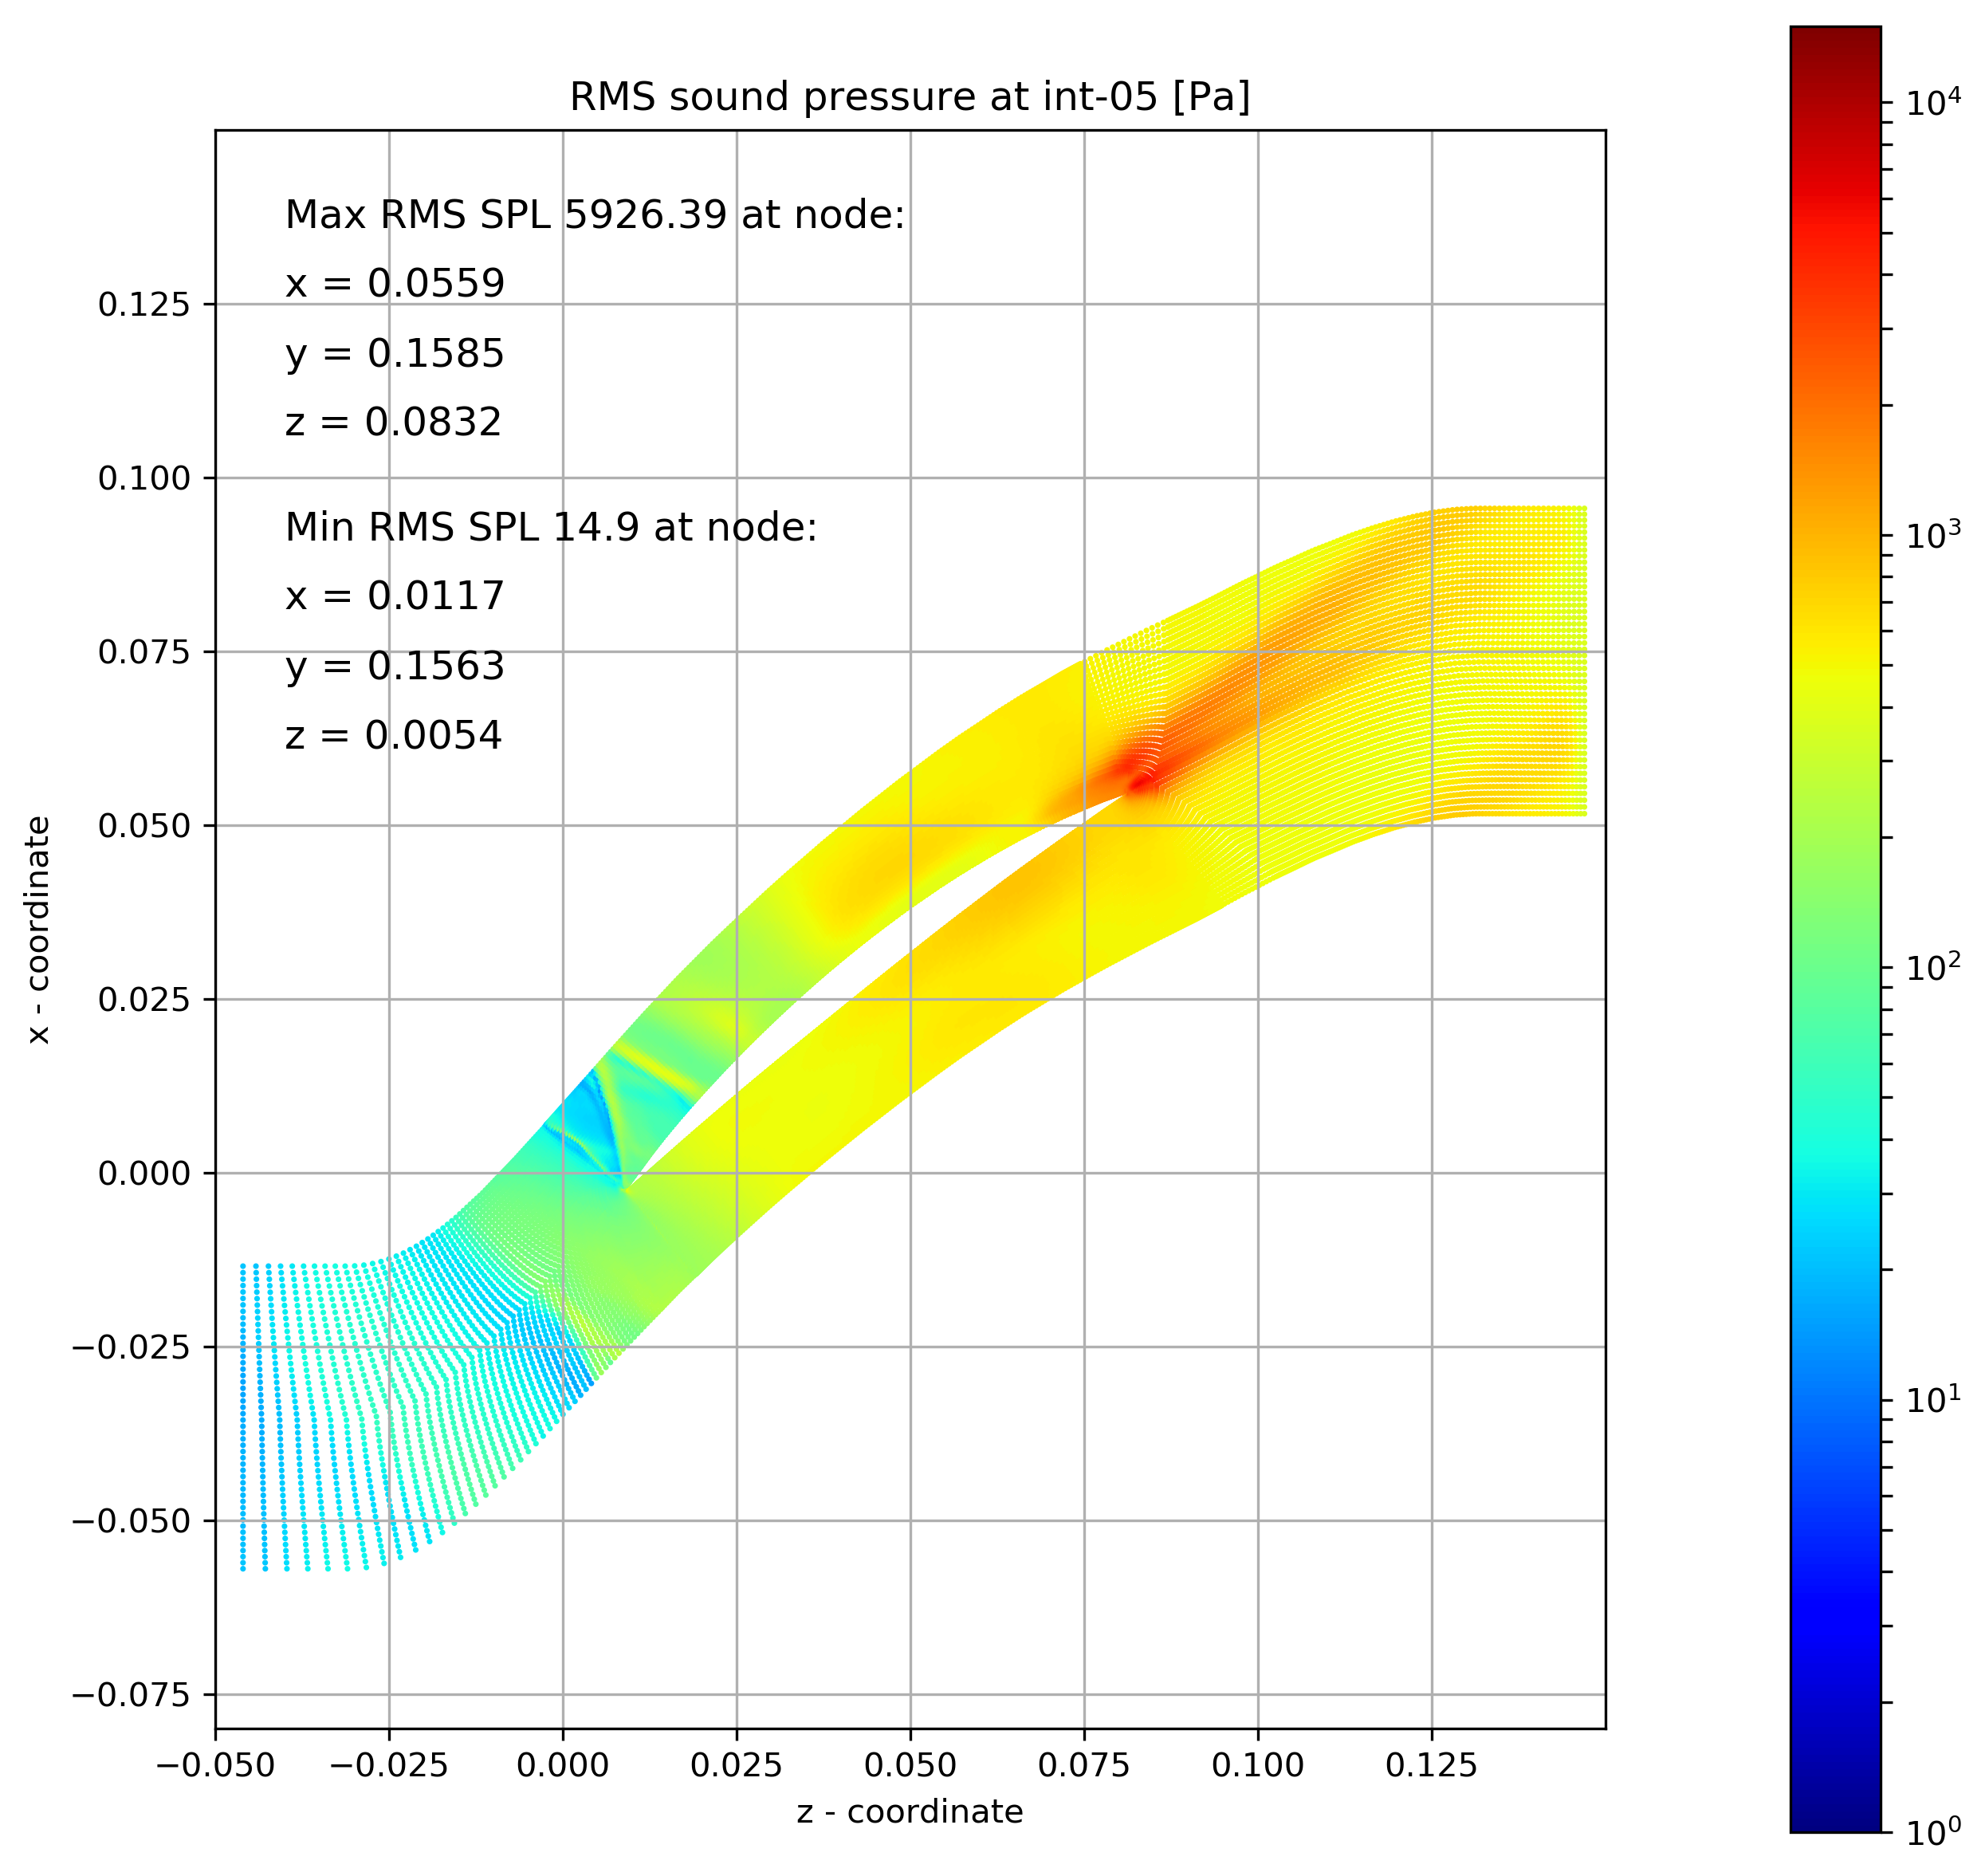 RMS sound pressure at int-05 [Pa]
Max RMS SPL 5926.39 at node:
x = 0.0559
y = 0.1585
z = 0.0832
Min RMS SPL 14.9 at node:
x = 0.0117
y = 0.1563
z = 0.0054
x - coordinate
0.125
0.100
0.075
0.050
0.025
0.000
−0.025
−0.050
−0.075
−0.050 −0.025 0.000 0.025 0.050 0.075 0.100 0.125
z - coordinate
10⁴
10³
10²
10¹
10⁰